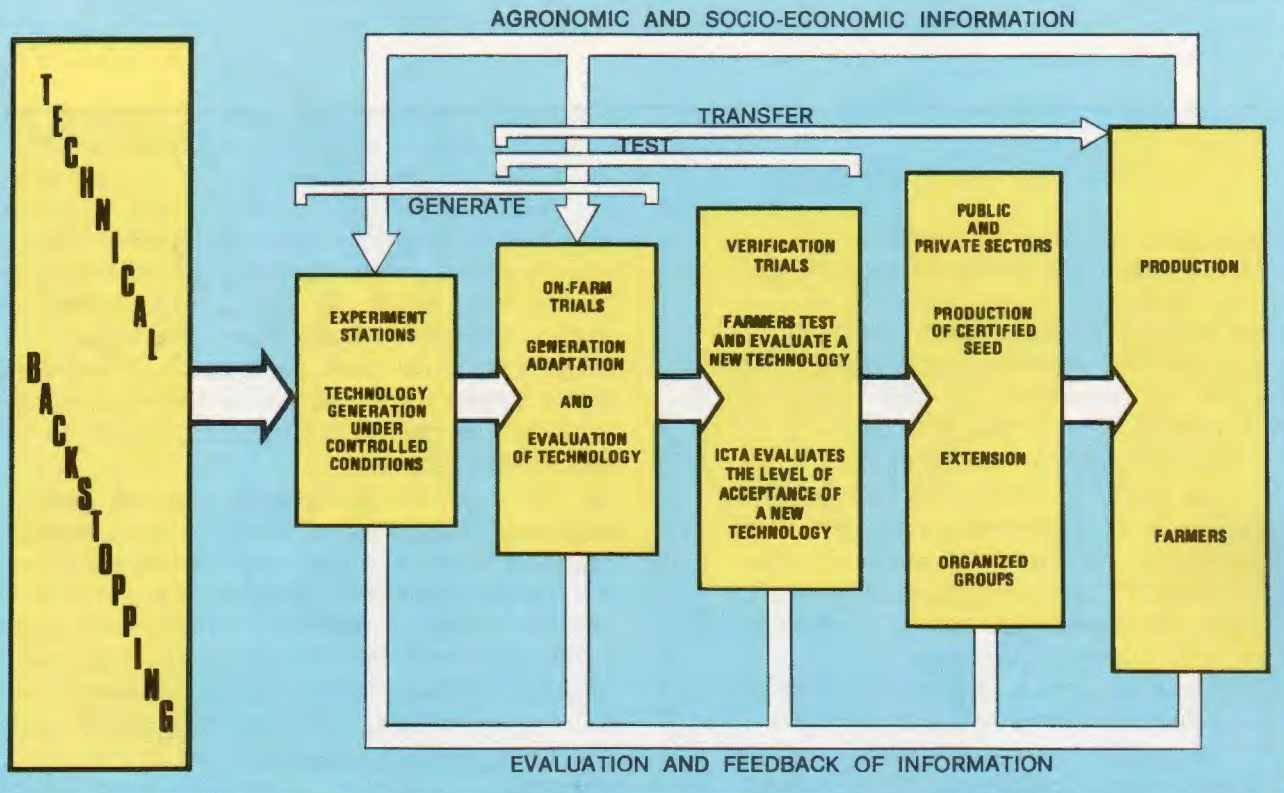 AGRONOMIC AND SOCIO-ECONOMIC INFORMATION
TECHNICAL
BACKSTOPPING
TRANSFER
TEST
GENERATE
EXPERIMENT
STATIONS
TECHNOLOGY
GENERATION
UNDER
CONTROLLED
CONDITIONS
ON-FARM
TRIALS
GENERATION
ADAPTATION
AND
EVALUATION
OF TECHNOLOGY
VERIFICATION
TRIALS
FARMERS TEST
AND EVALUATE A
NEW TECHNOLOGY
ICTA EVALUATES
THE LEVEL OF
ACCEPTANCE OF
A NEW
TECHNOLOGY
PUBLIC
AND
PRIVATE SECTORS
PRODUCTION
OF CERTIFIED
SEED
EXTENSION
ORGANIZED
GROUPS
PRODUCTION
FARMERS
EVALUATION AND FEEDBACK OF INFORMATION